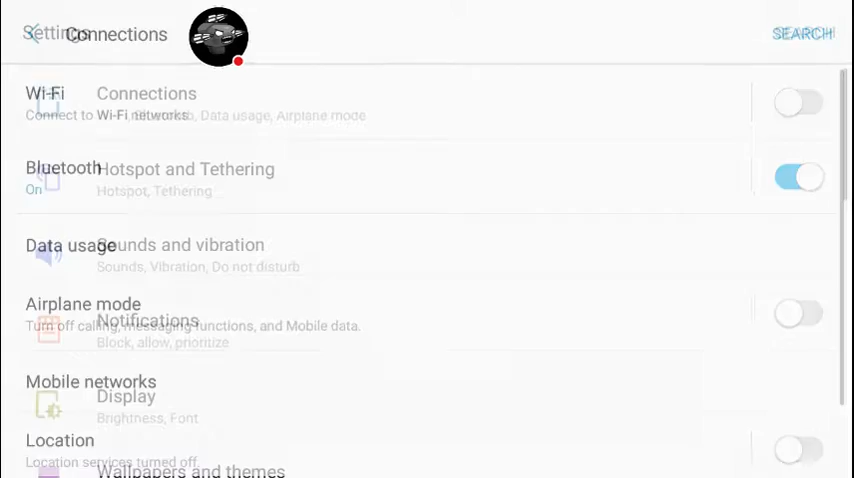 Settings
Connections
SEARCH
Wi-Fi
Connections
Connect to Wi-Fi networks.
Data usage, Airplane mode
Bluetooth
On
Hotspot and Tethering
Hotspot, Tethering
Data usage
Sounds and vibration
Sounds, Vibration, Do not disturb
Airplane mode
Turn off calling, messaging functions, and Mobile data.
Notifications
Block, allow, prioritize
Mobile networks
Display
Brightness, Font
Location
Location services turned off.
Wallpapers and themes